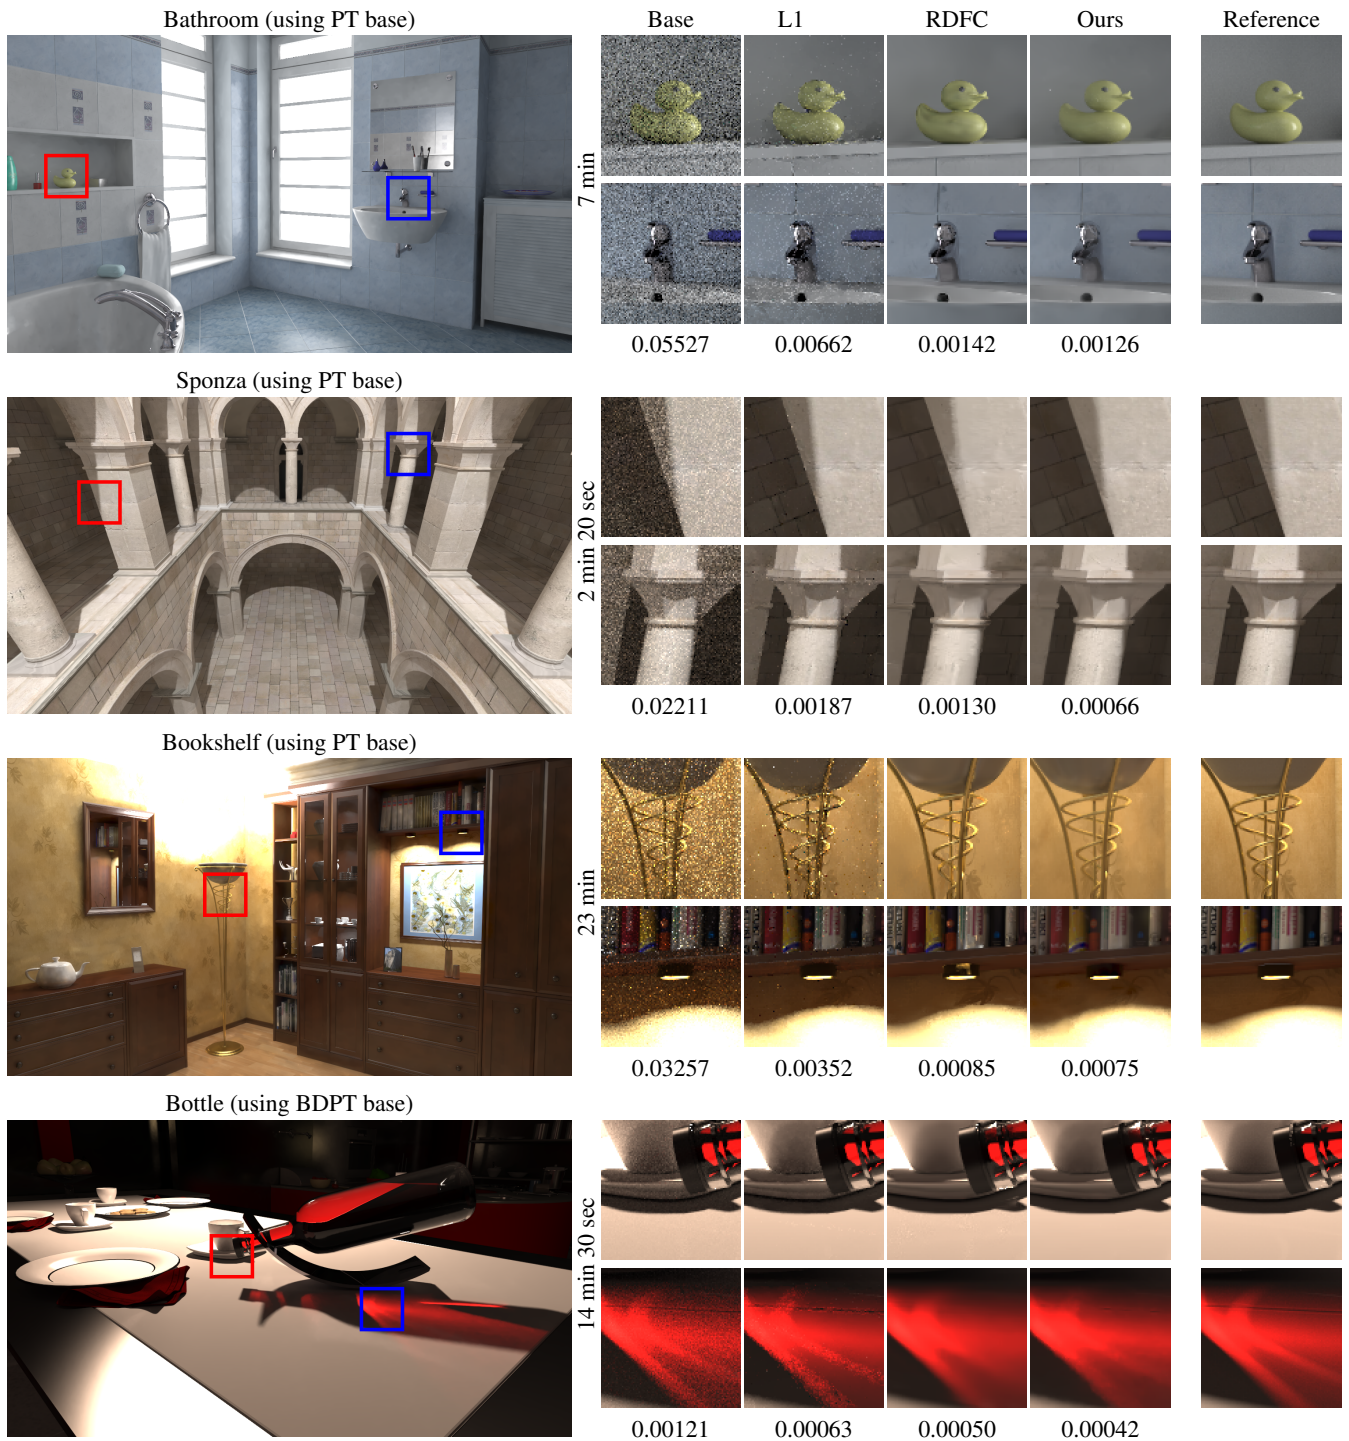 Bathroom (using PT base)
Base L1 RDFC Ours Reference
7 min
0.05527 0.00662 0.00142 0.00126
Sponza (using PT base)
2 min 20 sec
0.02211 0.00187 0.00130 0.00066
Bookshelf (using PT base)
23 min
0.03257 0.00352 0.00085 0.00075
Bottle (using BDPT base)
14 min 30 sec
0.00121 0.00063 0.00050 0.00042